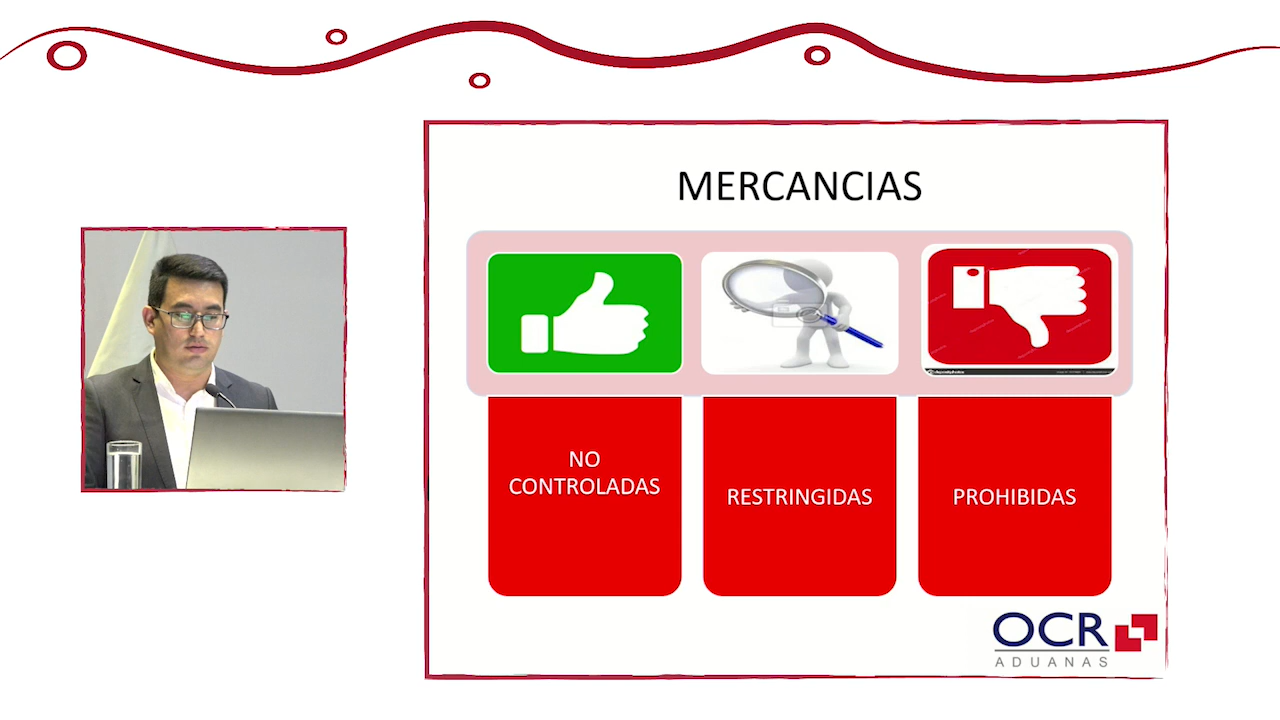 MERCANCIAS
NO
CONTROLADAS
RESTRINGIDAS
PROHIBIDAS
OCR
ADUANAS